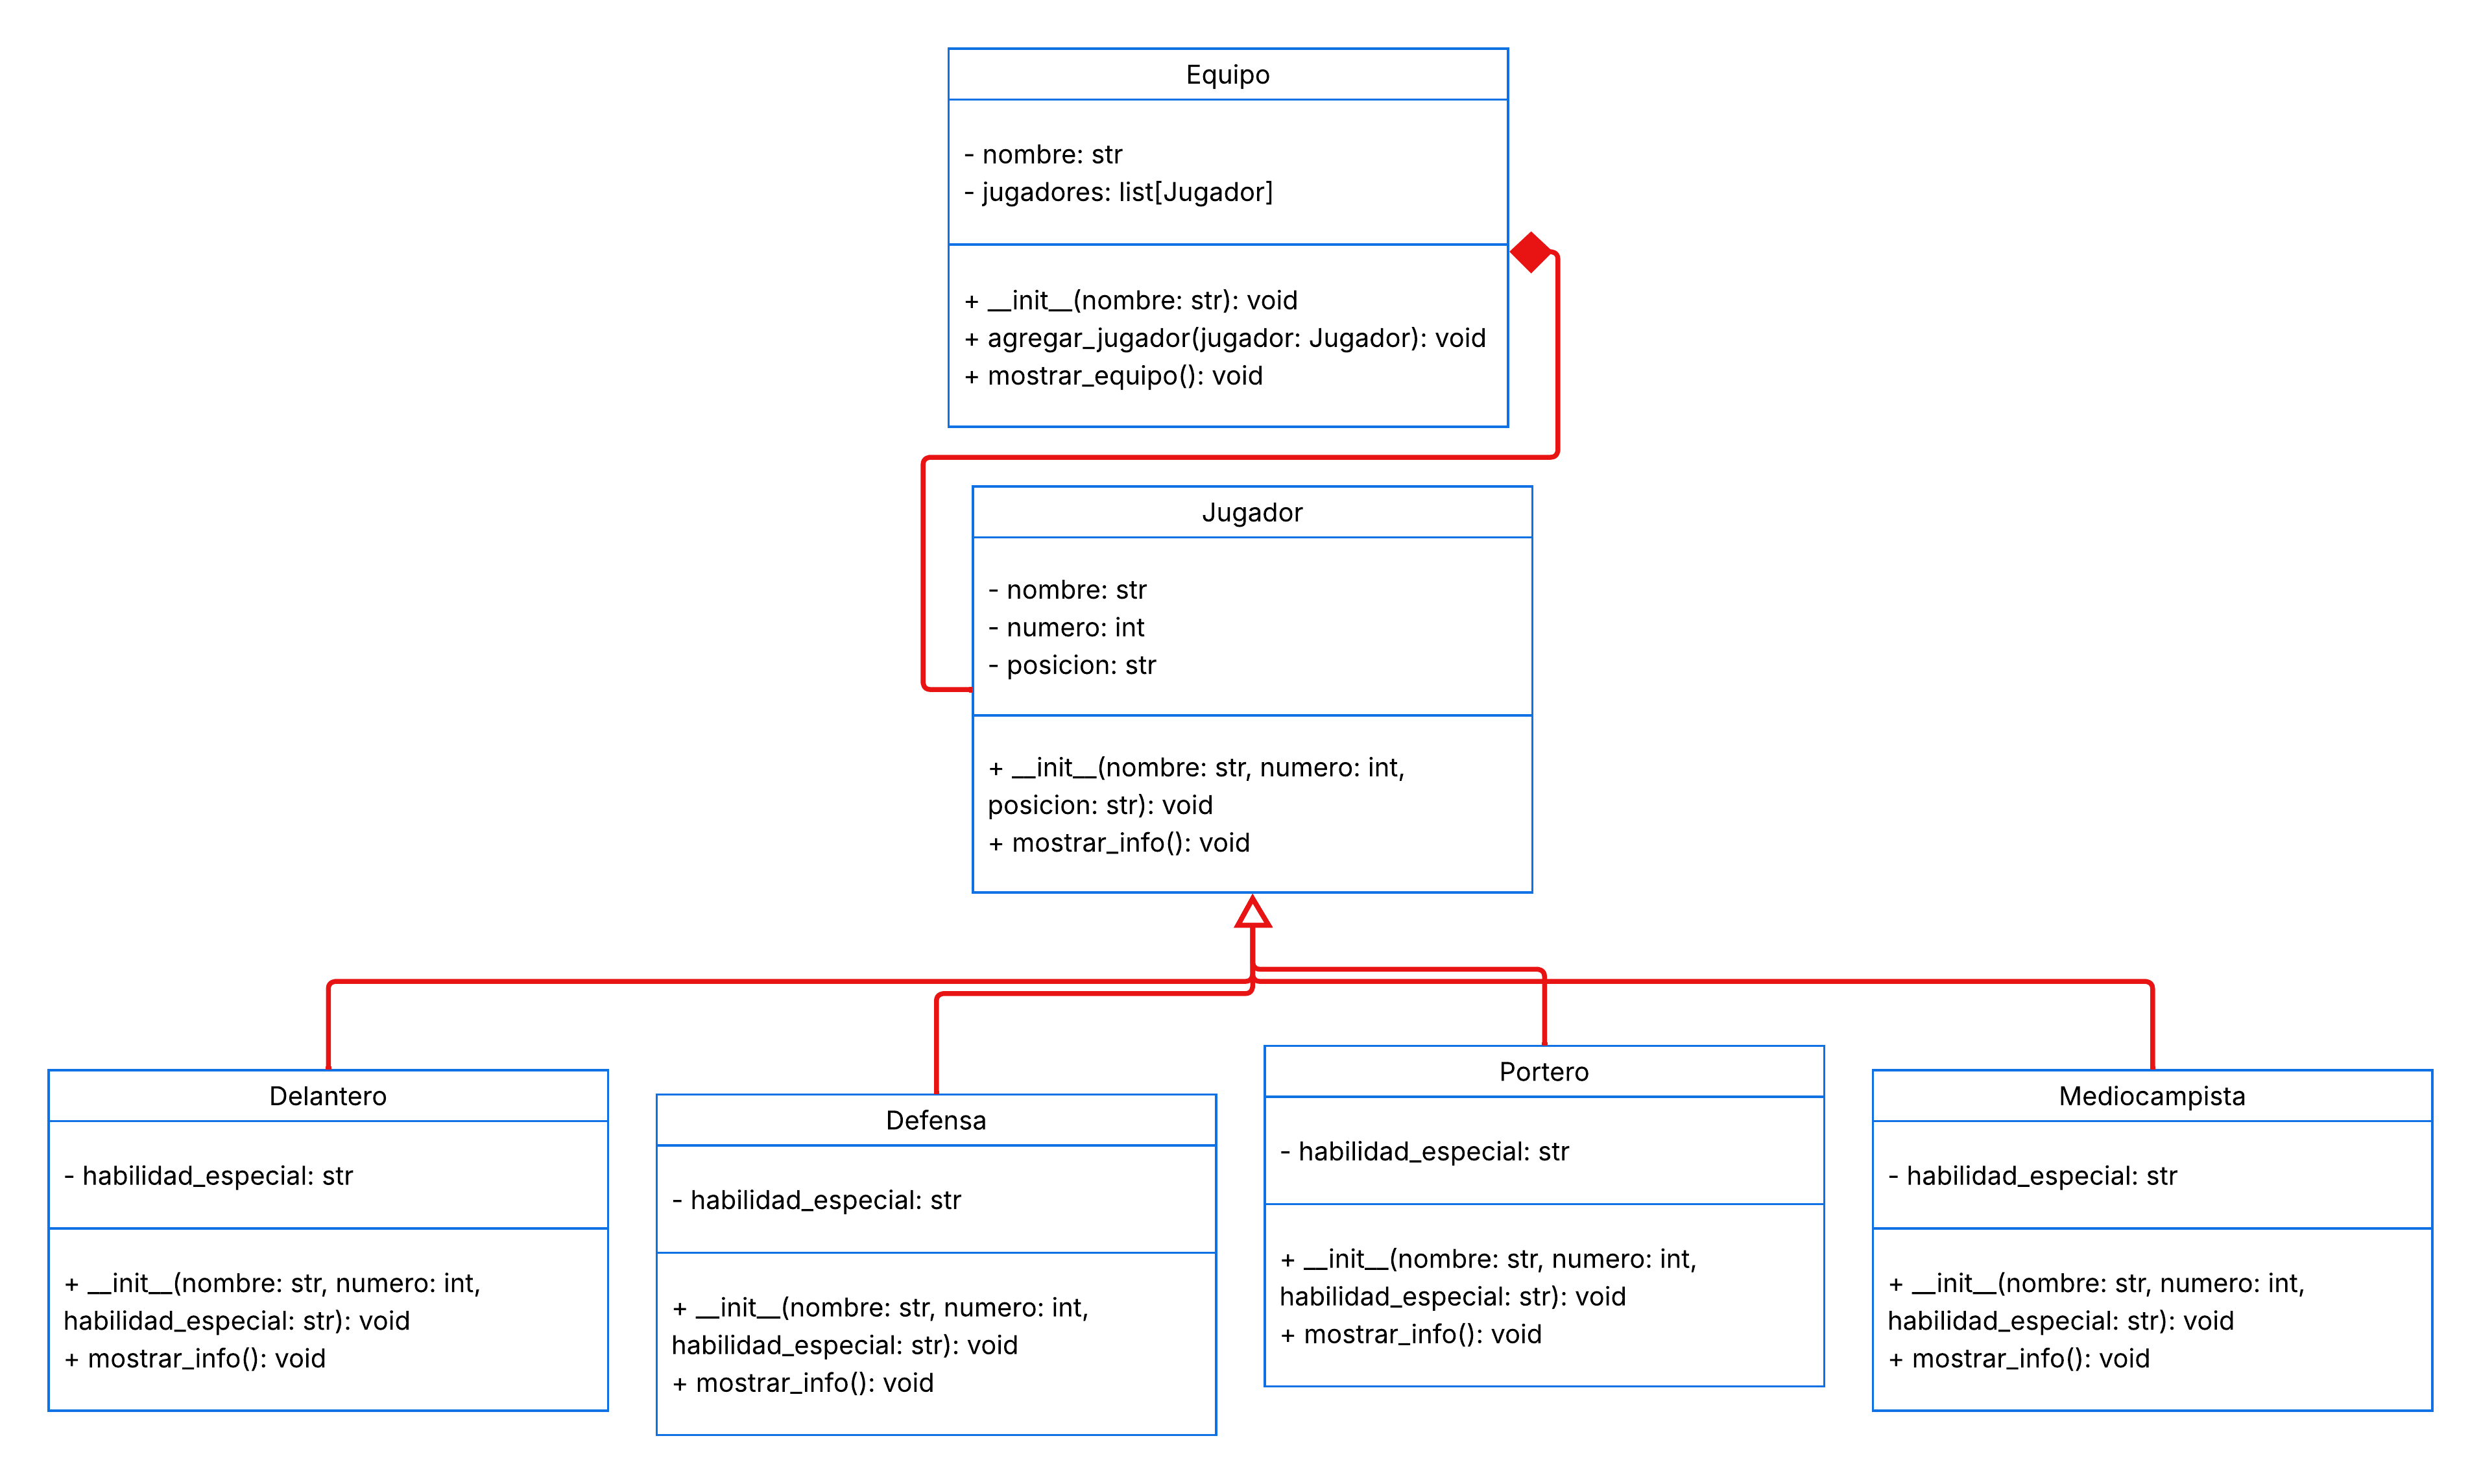 Equipo
- nombre: str
- jugadores: list[Jugador]
+ __init__(nombre: str): void
+ agregar_jugador(jugador: Jugador): void
+ mostrar_equipo(): void
Jugador
- nombre: str
- numero: int
- posicion: str
+ __init__(nombre: str, numero: int,
posicion: str): void
+ mostrar_info(): void
Delantero
- habilidad_especial: str
+ __init__(nombre: str, numero: int,
habilidad_especial: str): void
+ mostrar_info(): void
Defensa
- habilidad_especial: str
+ __init__(nombre: str, numero: int,
habilidad_especial: str): void
+ mostrar_info(): void
Portero
- habilidad_especial: str
+ __init__(nombre: str, numero: int,
habilidad_especial: str): void
+ mostrar_info(): void
Mediocampista
- habilidad_especial: str
+ __init__(nombre: str, numero: int,
habilidad_especial: str): void
+ mostrar_info(): void